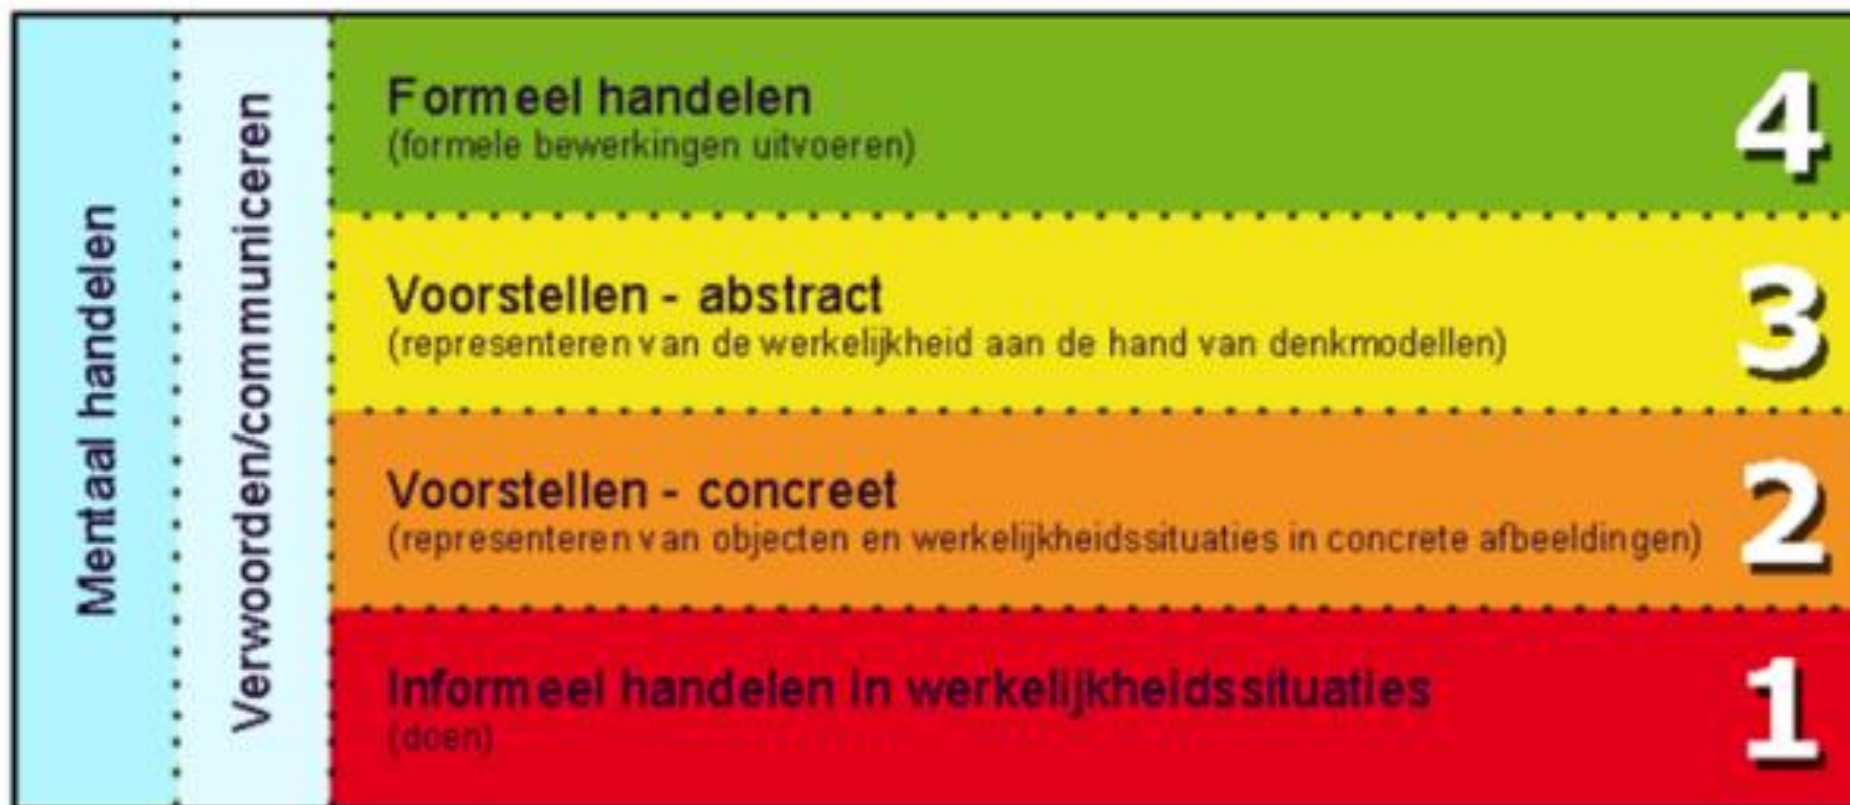 Mentaal handelen
Verwoorden/communiceren
Formeel handelen
(formele bewerkingen uitvoeren)
4
Voorstellen - abstract
(representeren van de werkelijkheid aan de hand van denkmodellen)
3
Voorstellen - concreet
(representeren van objecten en werkelijkheidssituaties in concrete afbeeldingen)
2
Informeel handelen in werkelijkheidssituaties
(doen)
1